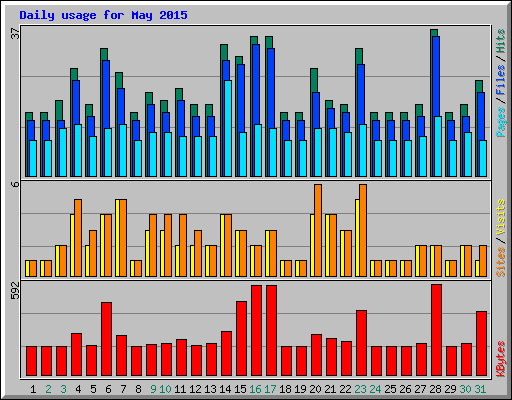 Daily usage for May 2015
37
Pages / Files / Hits
6
Sites / Visits
592
KBytes
1 2 3 4 5 6 7 8 9 10 11 12 13 14 15 16 17 18 19 20 21 22 23 24 25 26 27 28 29 30 31